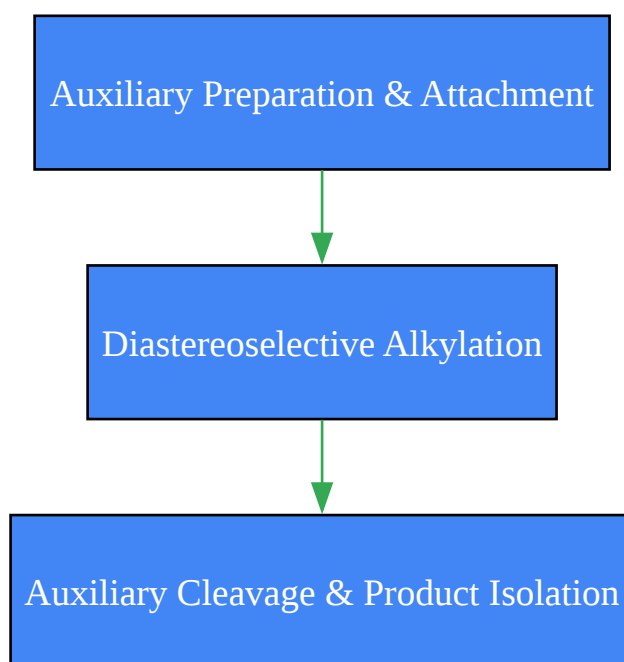 Auxiliary Preparation & Attachment
Diastereoselective Alkylation
Auxiliary Cleavage & Product Isolation